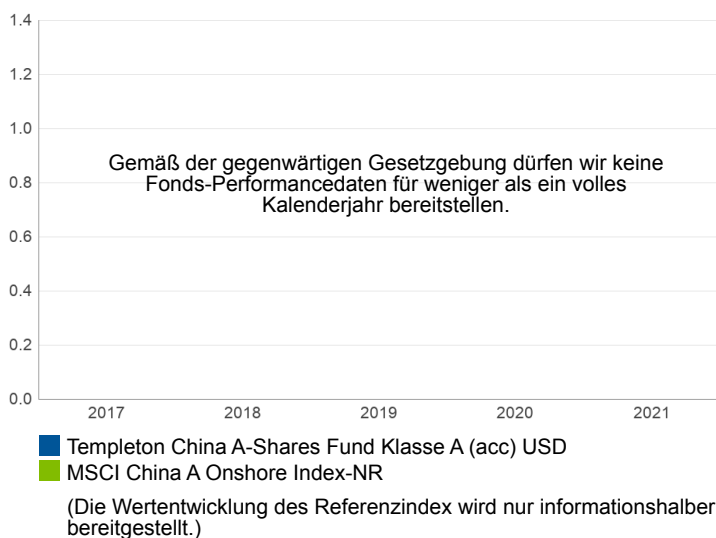 1.4
1.2
1.0
Gemäß der gegenwärtigen Gesetzgebung dürfen wir keine
0.8
Fonds-Performancedaten für weniger als ein volles
Kalenderjahr bereitstellen.
0.6
0.4
0.2
0.0
2017 2018 2019 2020 2021
Templeton China A-Shares Fund Klasse A (acc) USD
MSCI China A Onshore Index-NR
(Die Wertentwicklung des Referenzindex wird nur informationshalber
bereitgestellt.)